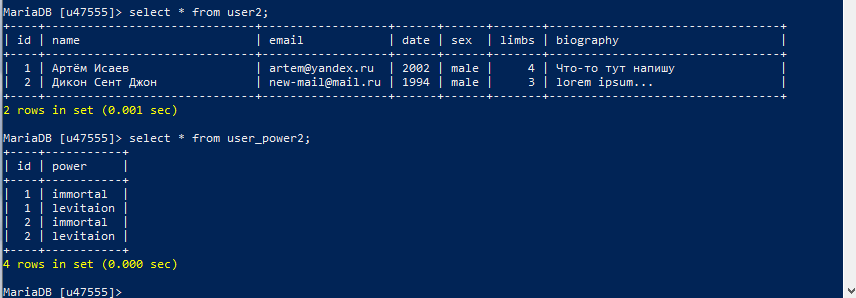 MariaDB [u47555]> select * from user2;
+----+------------------------------+------------------+------+------+-------+------------------------+
| id | name                         | email            | date | sex  | limbs | biography              |
+----+------------------------------+------------------+------+------+-------+------------------------+
|  1 | Артём Исаев                  | artem@yandex.ru  | 2002 | male |     4 | Что-то тут напишу      |
|  2 | Дикон Сент Джон              | new-mail@mail.ru | 1994 | male |     3 | lorem ipsum...         |
+----+------------------------------+------------------+------+------+-------+------------------------+
2 rows in set (0.001 sec)
MariaDB [u47555]> select * from user_power2;
+----+-----------+
| id | power     |
+----+-----------+
|  1 | immortal  |
|  1 | levitaion |
|  2 | immortal  |
|  2 | levitaion |
+----+-----------+
4 rows in set (0.000 sec)
MariaDB [u47555]>